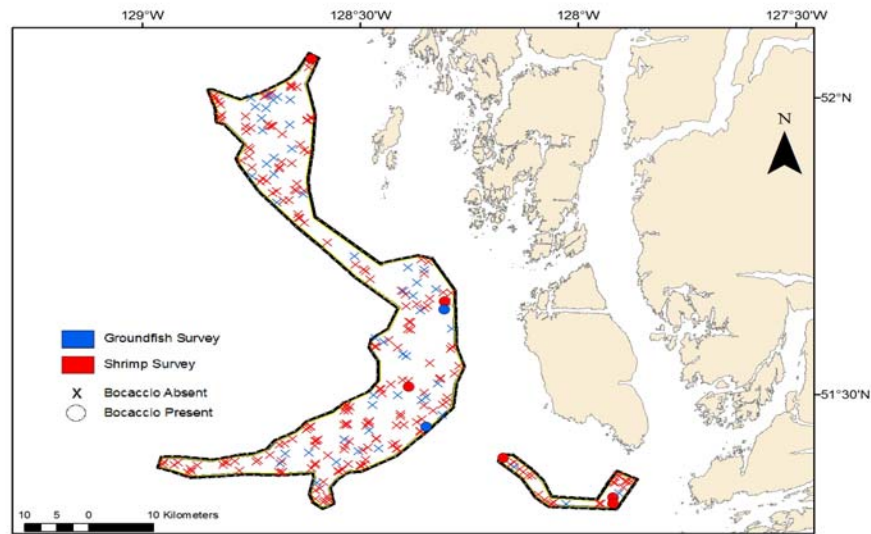 129°W 128°30'W 128°W 127°30'W
52°N
N
51°30'N
Groundfish Survey
Shrimp Survey
X Bocaccio Absent
Bocaccio Present
10 5 0 10 Kilometers